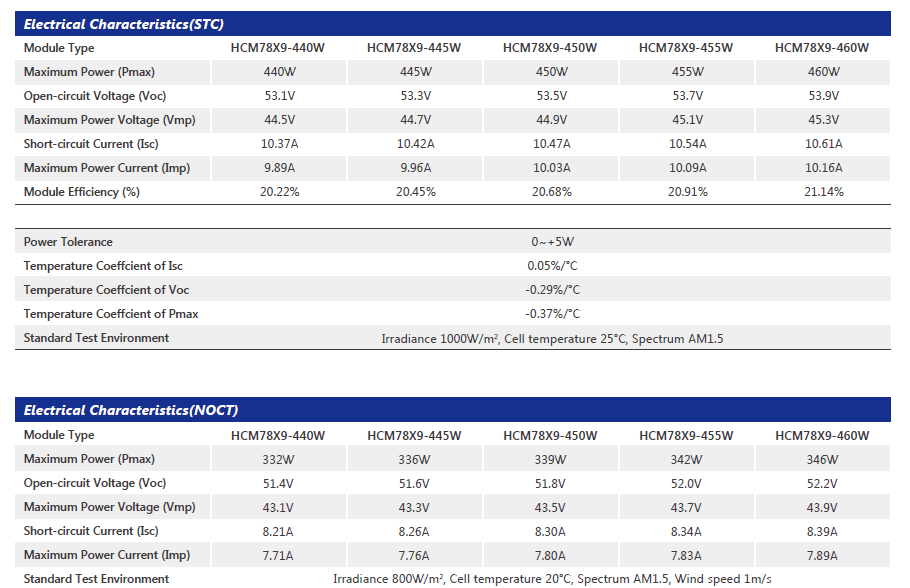 Electrical Characteristics(STC)
Module Type HCM78X9-440W HCM78X9-445W HCM78X9-450W HCM78X9-455W HCM78X9-460W
Maximum Power (Pmax) 440W 445W 450W 455W 460W
Open-circuit Voltage (Voc) 53.1V 53.3V 53.5V 53.7V 53.9V
Maximum Power Voltage (Vmp) 44.5V 44.7V 44.9V 45.1V 45.3V
Short-circuit Current (Isc) 10.37A 10.42A 10.47A 10.54A 10.61A
Maximum Power Current (Imp) 9.89A 9.96A 10.03A 10.09A 10.16A
Module Efficiency (%) 20.22% 20.45% 20.68% 20.91% 21.14%
Power Tolerance 0~+5W
Temperature Coeffcient of Isc 0.05%/°C
Temperature Coeffcient of Voc -0.29%/°C
Temperature Coeffcient of Pmax -0.37%/°C
Standard Test Environment Irradiance 1000W/m², Cell temperature 25°C, Spectrum AM1.5
Electrical Characteristics(NOCT)
Module Type HCM78X9-440W HCM78X9-445W HCM78X9-450W HCM78X9-455W HCM78X9-460W
Maximum Power (Pmax) 332W 336W 339W 342W 346W
Open-circuit Voltage (Voc) 51.4V 51.6V 51.8V 52.0V 52.2V
Maximum Power Voltage (Vmp) 43.1V 43.3V 43.5V 43.7V 43.9V
Short-circuit Current (Isc) 8.21A 8.26A 8.30A 8.34A 8.39A
Maximum Power Current (Imp) 7.71A 7.76A 7.80A 7.83A 7.89A
Standard Test Environment Irradiance 800W/m², Cell temperature 20°C, Spectrum AM1.5, Wind speed 1m/s